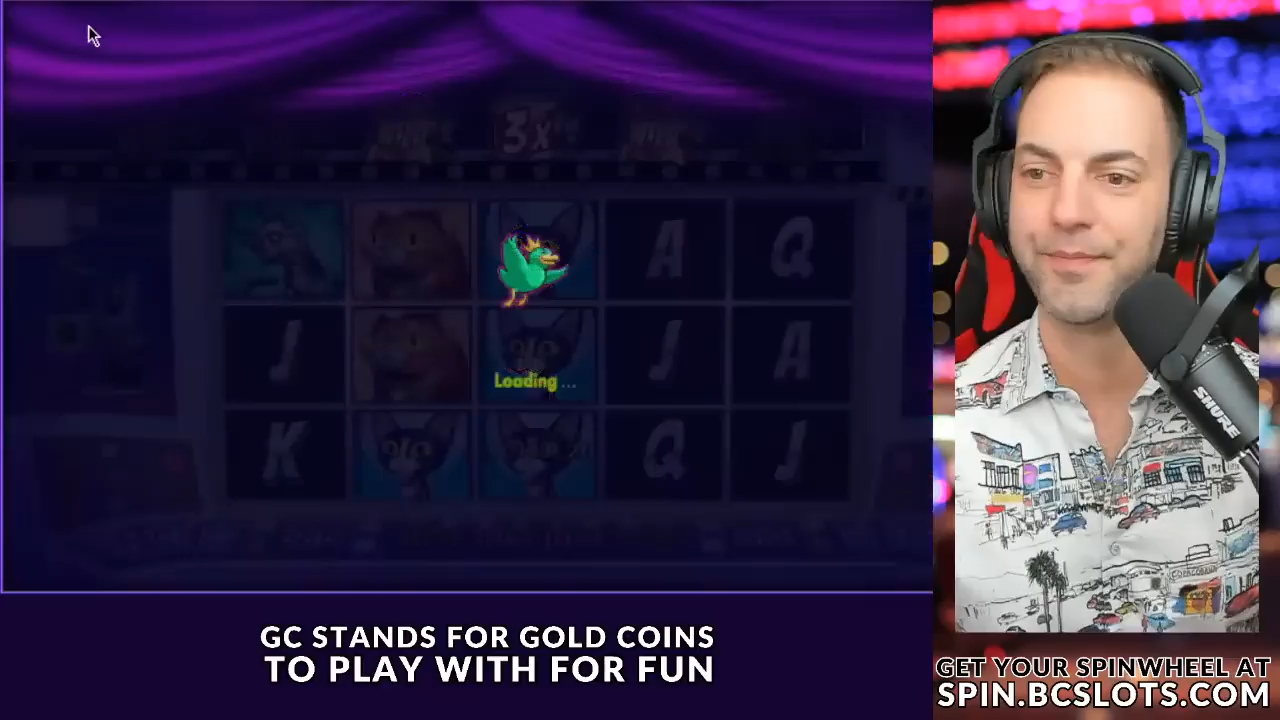 3x
A
Q
J
J
A
Loading...
K
Q
J
GC STANDS FOR GOLD COINS
TO PLAY WITH FOR FUN
SHURE
GET YOUR SPINWHEEL AT
SPIN.BCSLOTS.COM